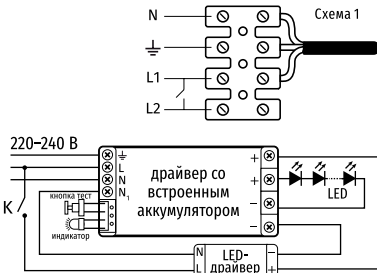 N
Схема 1
L1
L2
220–240 В
L
N
N1
+
+
−
−
драйвер со
встроенным
аккумулятором
LED
кнопка тест
K
индикатор
N
L
LED-
драйвер
−
+